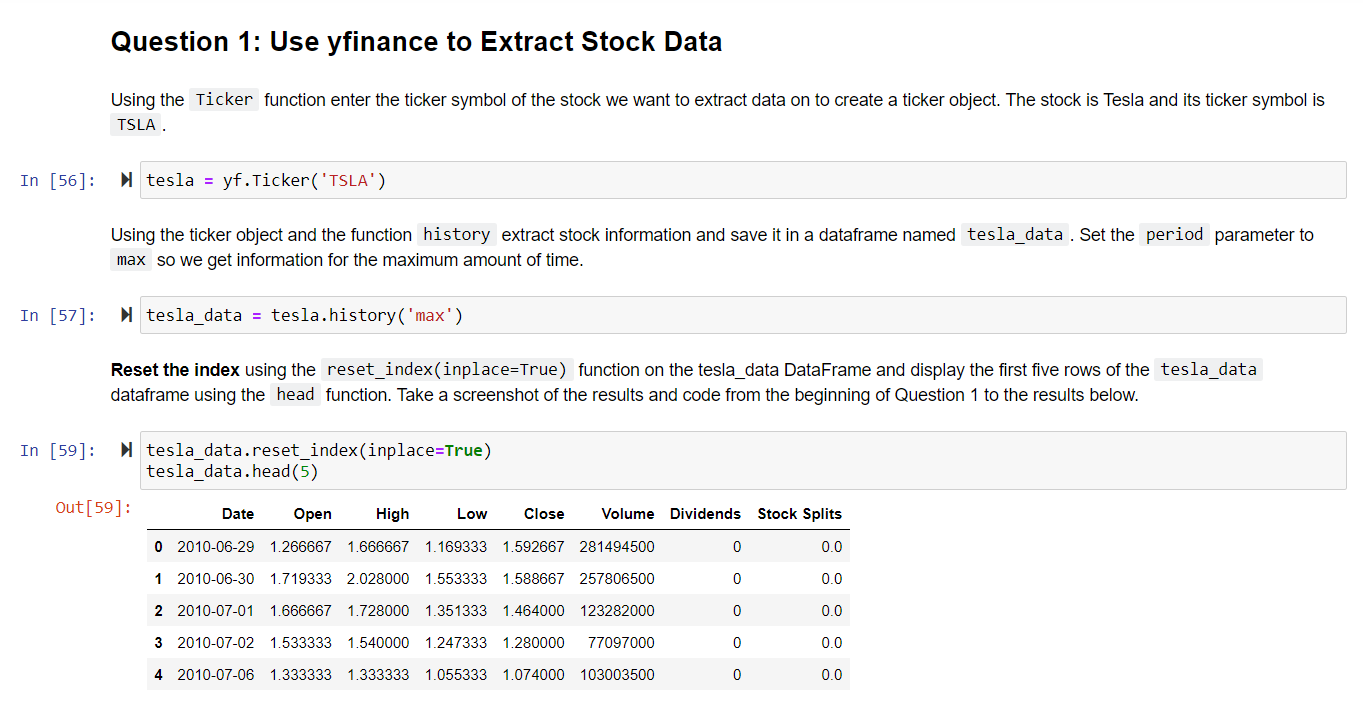 Question 1: Use yfinance to Extract Stock Data
Using the Ticker function enter the ticker symbol of the stock we want to extract data on to create a ticker object. The stock is Tesla and its ticker symbol is
TSLA .
In [56]: tesla = yf.Ticker('TSLA')
Using the ticker object and the function history extract stock information and save it in a dataframe named tesla_data . Set the period parameter to
max so we get information for the maximum amount of time.
In [57]: tesla_data = tesla.history('max')
Reset the index using the reset_index(inplace=True) function on the tesla_data DataFrame and display the first five rows of the tesla_data
dataframe using the head function. Take a screenshot of the results and code from the beginning of Question 1 to the results below.
In [59]: tesla_data.reset_index(inplace=True)
tesla_data.head(5)
Out[59]:
Date Open High Low Close Volume Dividends Stock Splits
0 2010-06-29 1.266667 1.666667 1.169333 1.592667 281494500 0 0.0
1 2010-06-30 1.719333 2.028000 1.553333 1.588667 257806500 0 0.0
2 2010-07-01 1.666667 1.728000 1.351333 1.464000 123282000 0 0.0
3 2010-07-02 1.533333 1.540000 1.247333 1.280000 77097000 0 0.0
4 2010-07-06 1.333333 1.333333 1.055333 1.074000 103003500 0 0.0